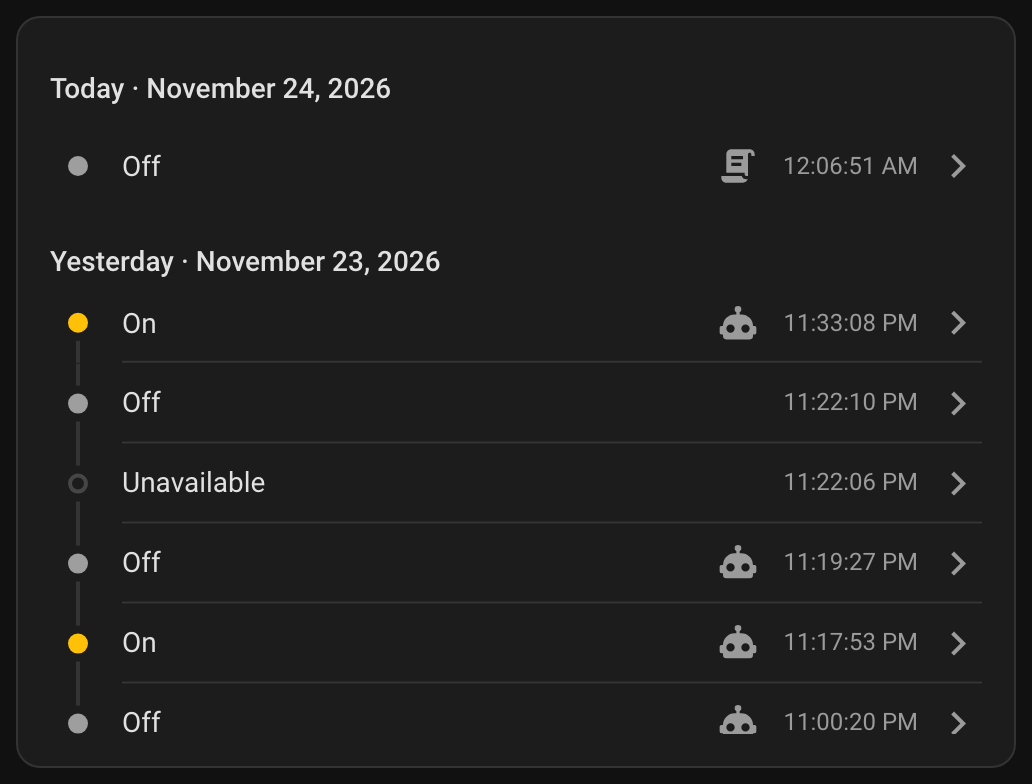 Today · November 24, 2026
Off 12:06:51 AM
Yesterday · November 23, 2026
On 11:33:08 PM
Off 11:22:10 PM
Unavailable 11:22:06 PM
Off 11:19:27 PM
On 11:17:53 PM
Off 11:00:20 PM